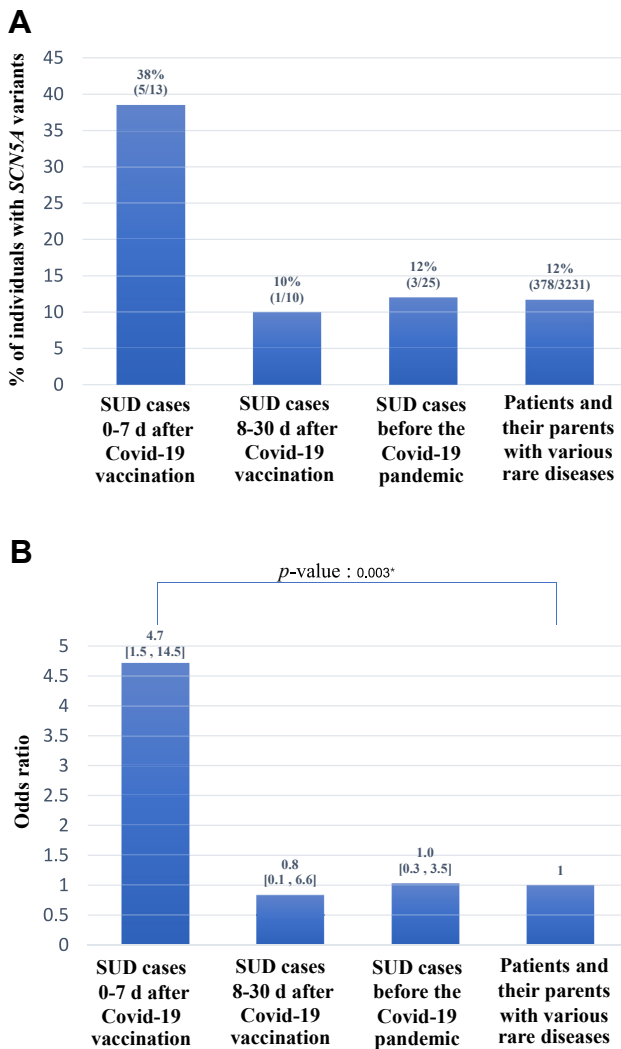 A
% of individuals with SCN5A variants
45
40
35
30
25
20
15
10
5
0
38%
(5/13)
10%
(1/10)
12%
(3/25)
12%
(378/3231)
SUD cases
0-7 d after
Covid-19
vaccination
SUD cases
8-30 d after
Covid-19
vaccination
SUD cases
before the
Covid-19
pandemic
Patients and
their parents
with various
rare diseases
B
p-value : 0.003*
Odds ratio
5
4.5
4
3.5
3
2.5
2
1.5
1
0.5
0
4.7
[1.5 , 14.5]
0.8
[0.1 , 6.6]
1.0
[0.3 , 3.5]
1
SUD cases
0-7 d after
Covid-19
vaccination
SUD cases
8-30 d after
Covid-19
vaccination
SUD cases
before the
Covid-19
pandemic
Patients and
their parents
with various
rare diseases